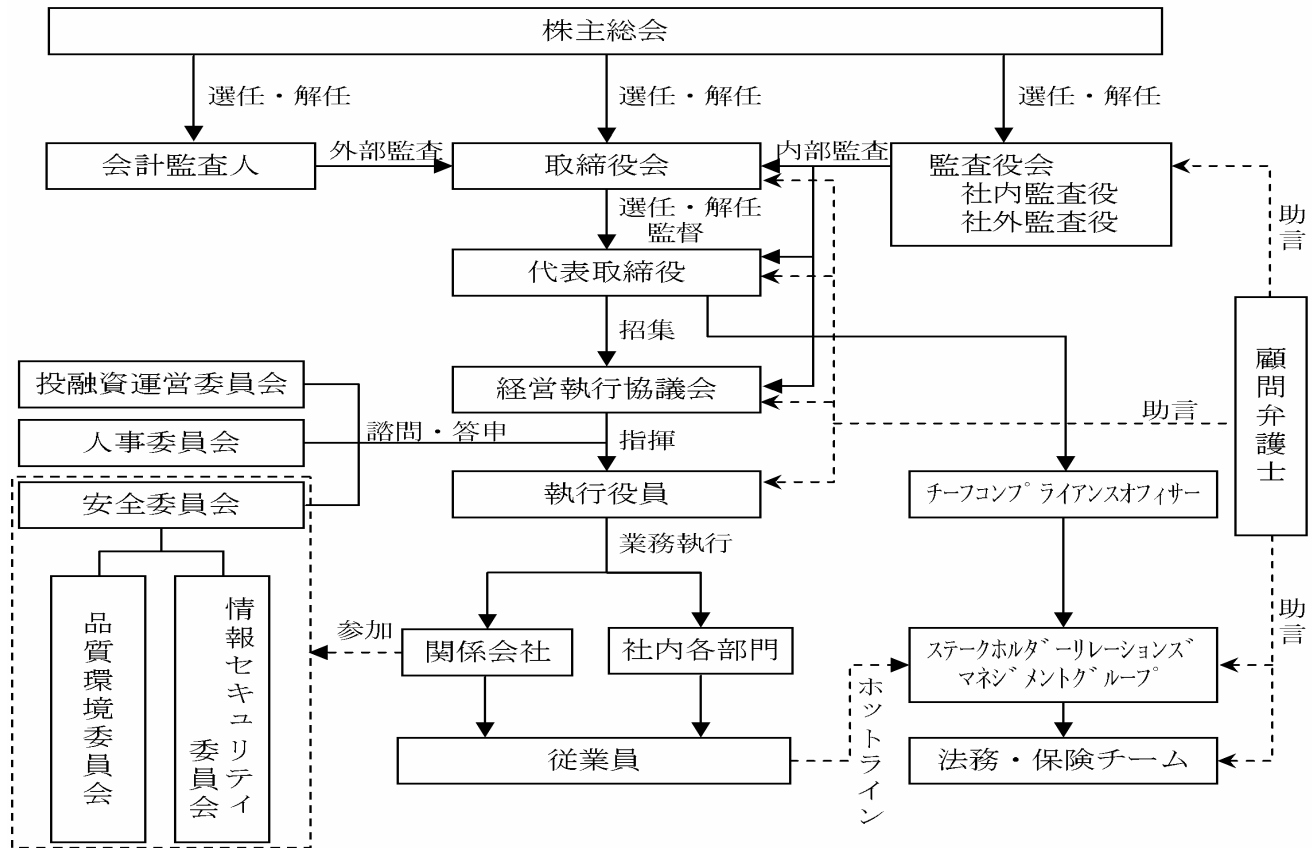 株主総会
選任・解任
選任・解任
選任・解任
会計監査人
外部監査
取締役会
内部監査
監査役会
社内監査役
社外監査役
選任・解任
監督
助言
代表取締役
招集
顧問弁護士
投融資運営委員会
経営執行協議会
人事委員会
諮問・答申
指揮
助言
安全委員会
執行役員
チーフコンプライアンスオフィサー
業務執行
品質環境委員会
情報セキュリティ
委員会
参加
関係会社
社内各部門
ホットライン
ステークホルダーリレーションズ
マネジメントグループ
助言
従業員
法務・保険チーム